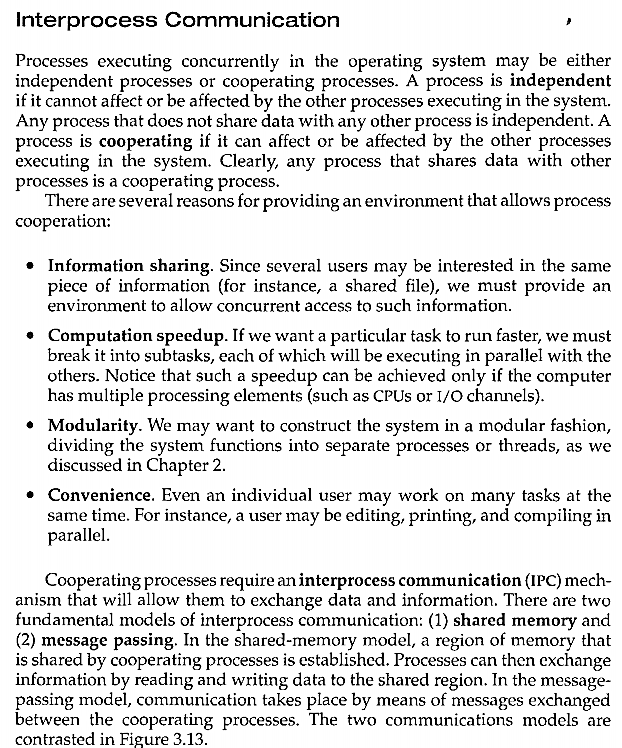 Interprocess Communication
Processes executing concurrently in the operating system may be either
independent processes or cooperating processes. A process is independent
if it cannot affect or be affected by the other processes executing in the system.
Any process that does not share data with any other process is independent. A
process is cooperating if it can affect or be affected by the other processes
executing in the system. Clearly, any process that shares data with other
processes is a cooperating process.
There are several reasons for providing an environment that allows process
cooperation:
• Information sharing. Since several users may be interested in the same
piece of information (for instance, a shared file), we must provide an
environment to allow concurrent access to such information.
• Computation speedup. If we want a particular task to run faster, we must
break it into subtasks, each of which will be executing in parallel with the
others. Notice that such a speedup can be achieved only if the computer
has multiple processing elements (such as CPUs or I/O channels).
• Modularity. We may want to construct the system in a modular fashion,
dividing the system functions into separate processes or threads, as we
discussed in Chapter 2.
• Convenience. Even an individual user may work on many tasks at the
same time. For instance, a user may be editing, printing, and compiling in
parallel.
Cooperating processes require an interprocess communication (IPC) mech-
anism that will allow them to exchange data and information. There are two
fundamental models of interprocess communication: (1) shared memory and
(2) message passing. In the shared-memory model, a region of memory that
is shared by cooperating processes is established. Processes can then exchange
information by reading and writing data to the shared region. In the message-
passing model, communication takes place by means of messages exchanged
between the cooperating processes. The two communications models are
contrasted in Figure 3.13.